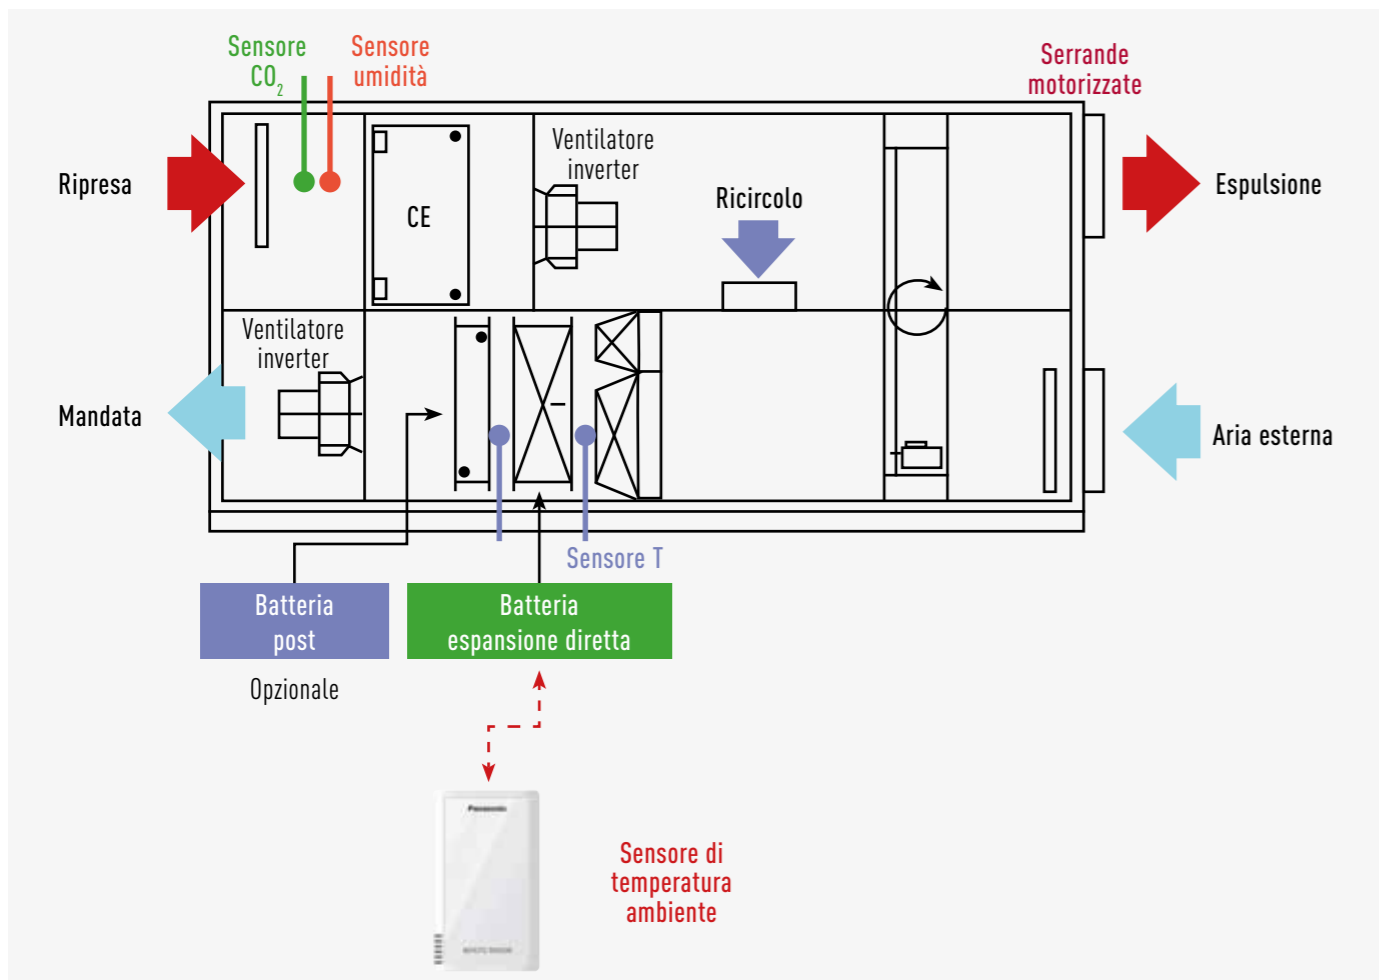 Sensore
CO₂
Sensore
umidità
Serrande
motorizzate
Ripresa
CE
Ventilatore
inverter
Ricircolo
Espulsione
Ventilatore
inverter
Mandata
Aria esterna
Sensore T
Batteria
post
Batteria
espansione diretta
Opzionale
Panasonic
Sensore di
temperatura
ambiente